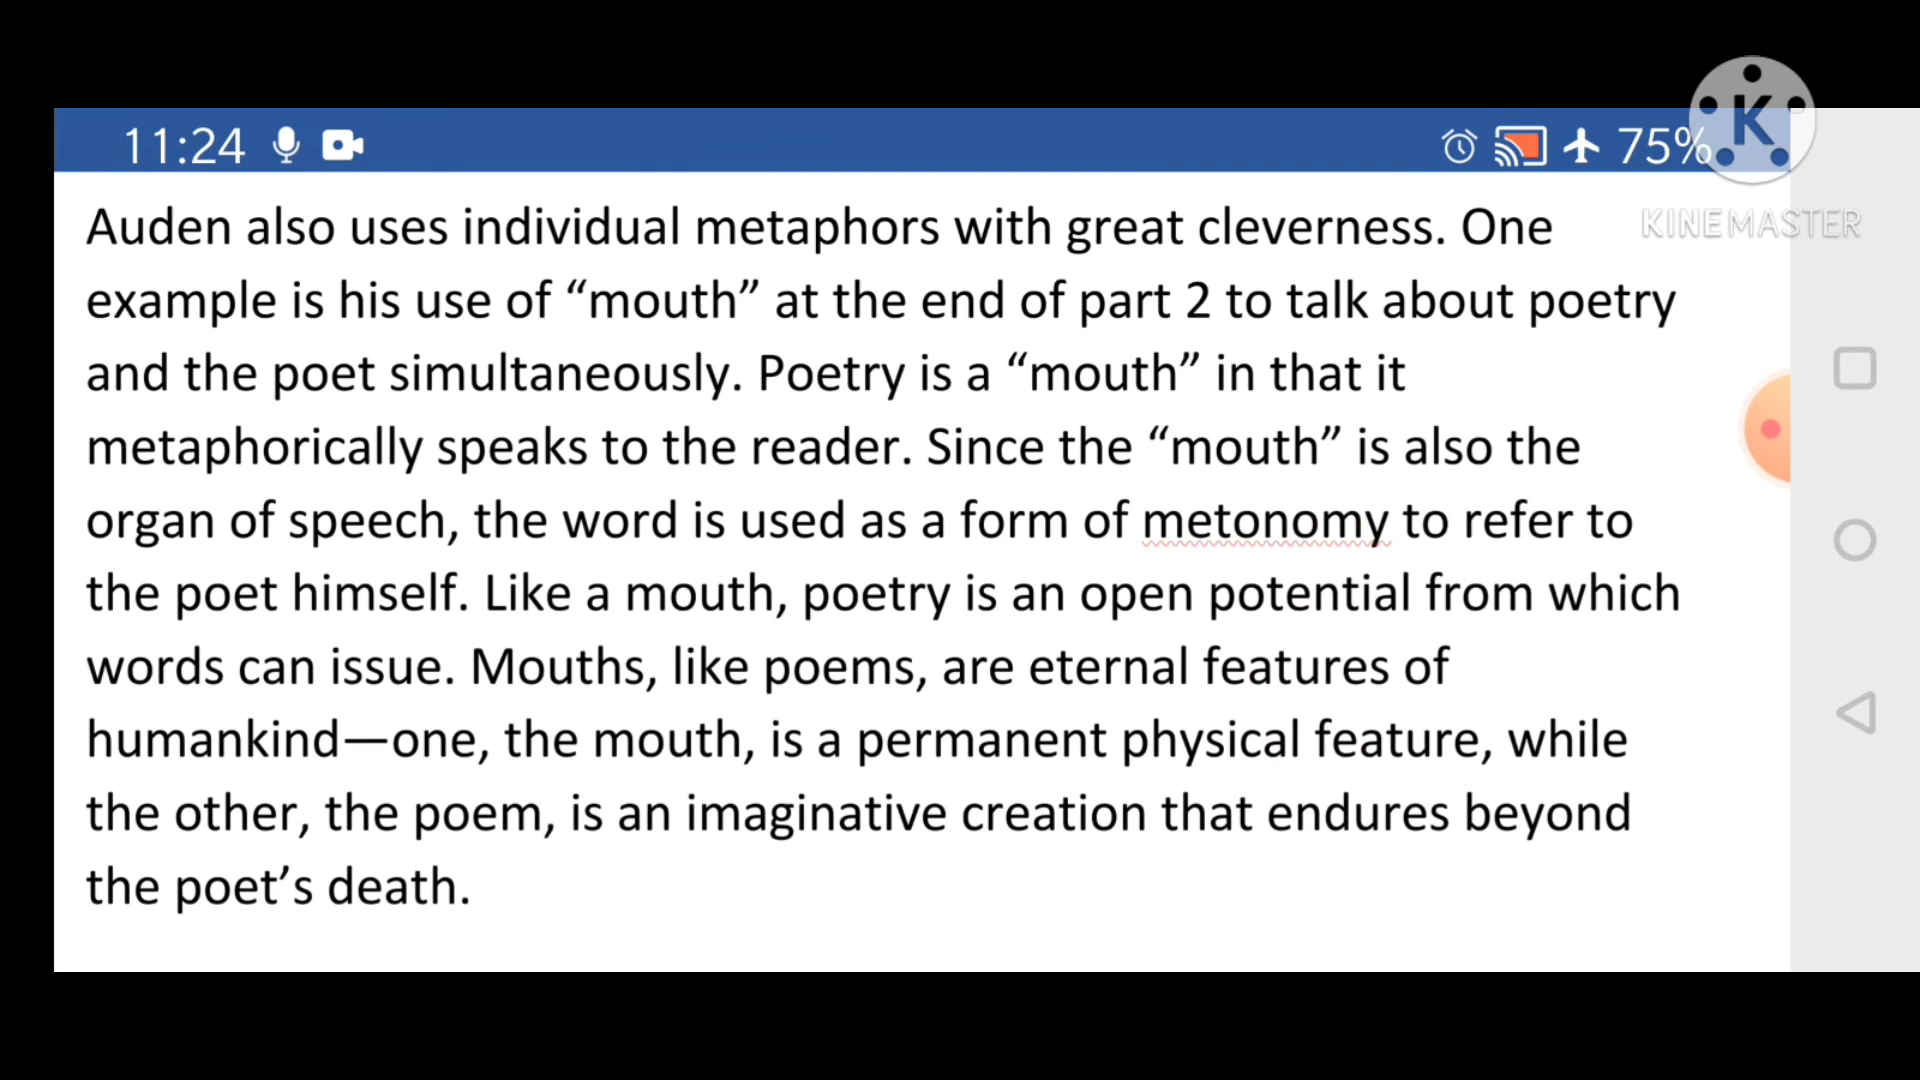 11:24
75%
K
KINEMASTER
Auden also uses individual metaphors with great cleverness. One
example is his use of “mouth” at the end of part 2 to talk about poetry
and the poet simultaneously. Poetry is a “mouth” in that it
metaphorically speaks to the reader. Since the “mouth” is also the
organ of speech, the word is used as a form of metonomy to refer to
the poet himself. Like a mouth, poetry is an open potential from which
words can issue. Mouths, like poems, are eternal features of
humankind—one, the mouth, is a permanent physical feature, while
the other, the poem, is an imaginative creation that endures beyond
the poet’s death.